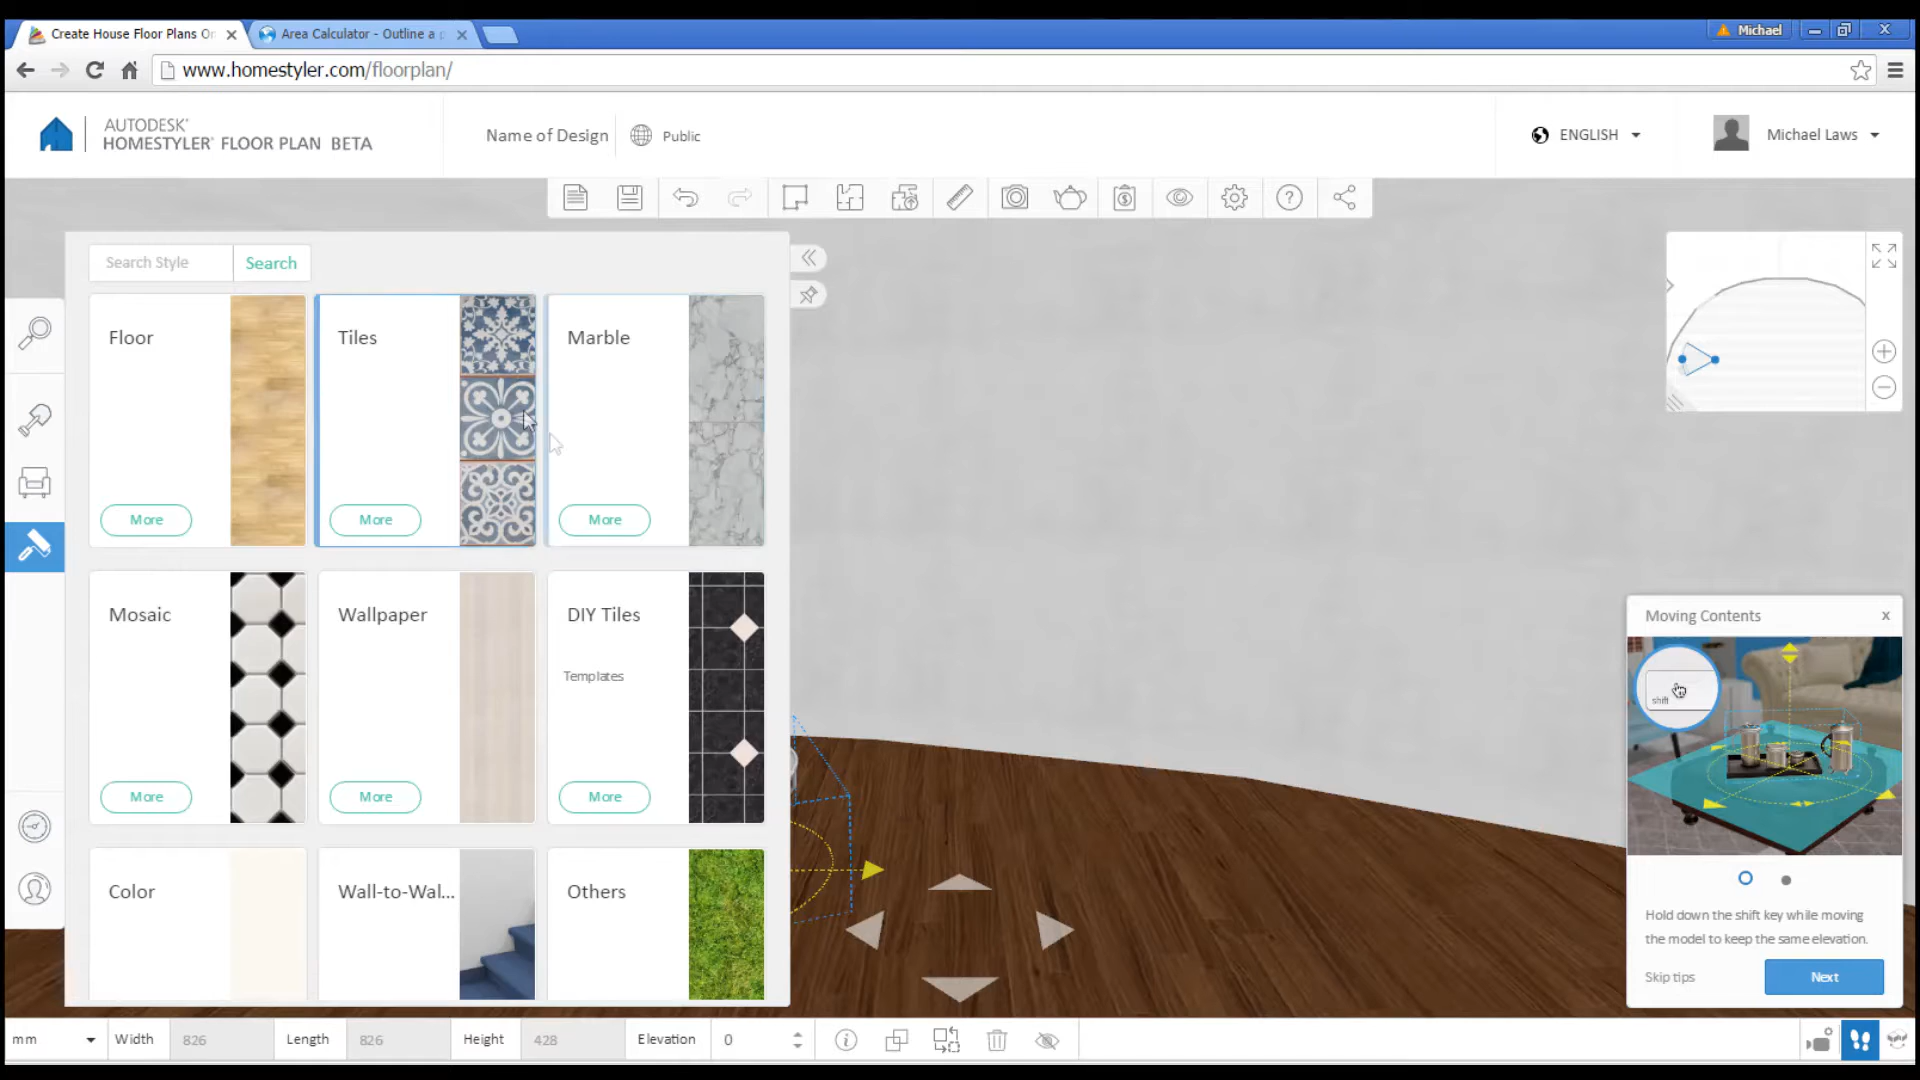 Create House Floor Plans On
Area Calculator - Outline a
Michael
www.homestyler.com/floorplan/
AUTODESK®
HOMESTYLER® FLOOR PLAN BETA
Name of Design
Public
ENGLISH
Michael Laws
Search Style
Search
Floor
Tiles
Marble
More
More
More
Mosaic
Wallpaper
DIY Tiles
Templates
More
More
More
Color
Wall-to-Wal...
Others
Moving Contents
x
shift
Hold down the shift key while moving
the model to keep the same elevation.
Skip tips
Next
mm
Width
826
Length
826
Height
428
Elevation
0